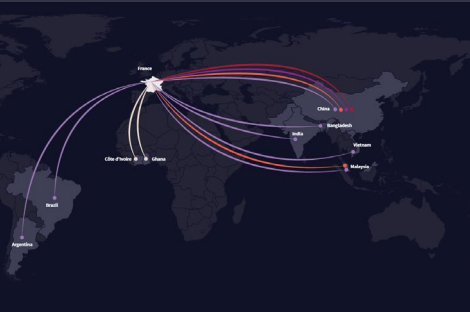 France
China
Bangladesh
India
Vietnam
Côte d'Ivoire
Ghana
Malaysia
Brazil
Argentina